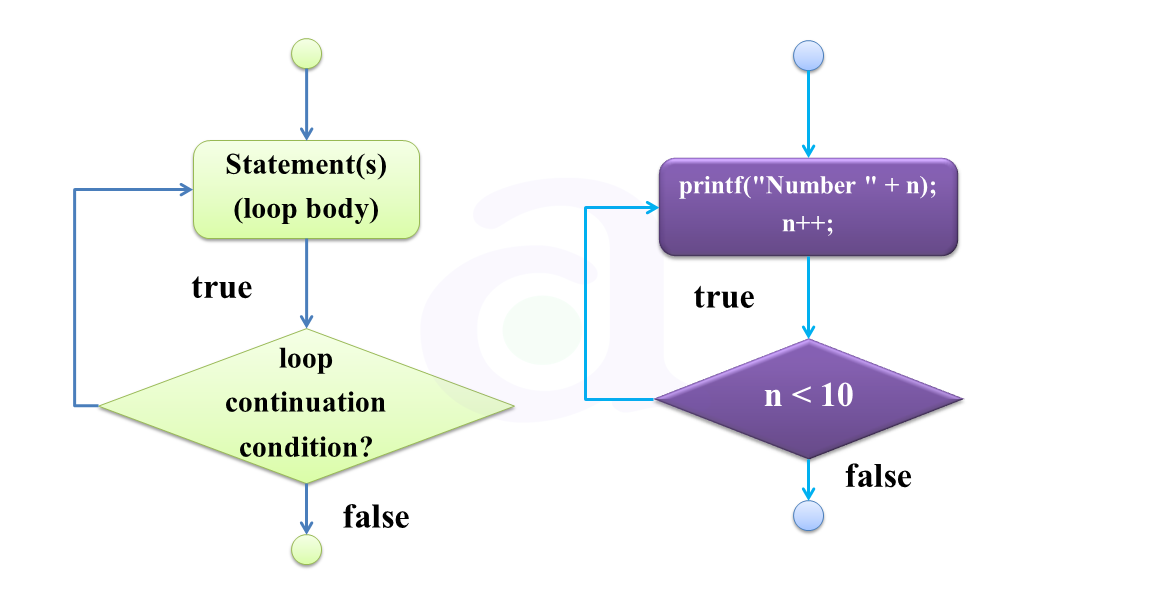 Statement(s)
(loop body)
true
loop
continuation
condition?
false
printf("Number " + n);
n++;
true
n < 10
false